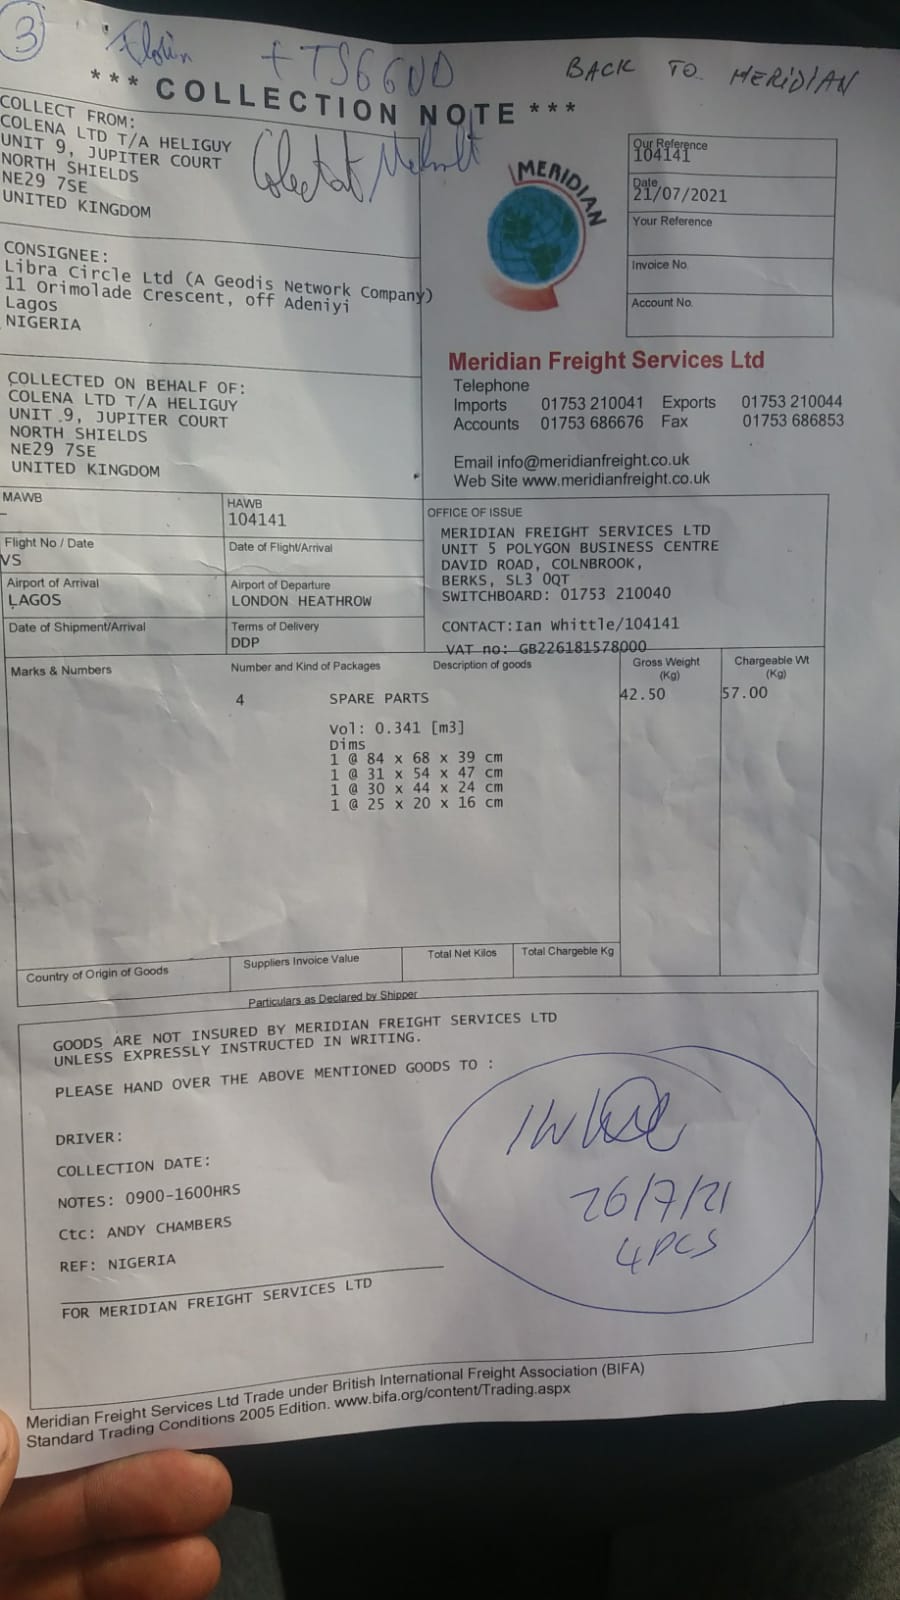 3
Florin + TS66UD BACK TO MERIDIAN
*** COLLECTION NOTE ***
COLLECT FROM:
COLENA LTD T/A HELIGUY
UNIT 9, JUPITER COURT
NORTH SHIELDS
NE29 7SE
UNITED KINGDOM
MERIDIAN
Our Reference
104141
Date
21/07/2021
Your Reference
Invoice No.
Account No.
CONSIGNEE:
Libra Circle Ltd (A Geodis Network Company)
11 Orimolade Crescent, off Adeniyi
Lagos
NIGERIA
Meridian Freight Services Ltd
Telephone
Imports 01753 210041 Exports 01753 210044
Accounts 01753 686676 Fax 01753 686853
Email info@meridianfreight.co.uk
Web Site www.meridianfreight.co.uk
COLLECTED ON BEHALF OF:
COLENA LTD T/A HELIGUY
UNIT 9, JUPITER COURT
NORTH SHIELDS
NE29 7SE
UNITED KINGDOM
MAWB
HAWB
104141
Flight No / Date
VS
Date of Flight/Arrival
Airport of Arrival
LAGOS
Airport of Departure
LONDON HEATHROW
Date of Shipment/Arrival
Terms of Delivery
DDP
OFFICE OF ISSUE
MERIDIAN FREIGHT SERVICES LTD
UNIT 5 POLYGON BUSINESS CENTRE
DAVID ROAD, COLNBROOK,
BERKS, SL3 0QT
SWITCHBOARD: 01753 210040
CONTACT:Ian Whittle/104141
VAT no: GB226181578000
Marks & Numbers Number and Kind of Packages Description of goods Gross Weight (Kg) Chargeable Wt (Kg)
4 SPARE PARTS 42.50 57.00
Vol: 0.341 [m3]
Dims
1 @ 84 x 68 x 39 cm
1 @ 31 x 54 x 47 cm
1 @ 30 x 44 x 24 cm
1 @ 25 x 20 x 16 cm
Country of Origin of Goods Suppliers Invoice Value Total Net Kilos Total Chargeble Kg
Particulars as Declared by Shipper
GOODS ARE NOT INSURED BY MERIDIAN FREIGHT SERVICES LTD
UNLESS EXPRESSLY INSTRUCTED IN WRITING.
PLEASE HAND OVER THE ABOVE MENTIONED GOODS TO :
DRIVER:
COLLECTION DATE:
NOTES: 0900-1600HRS
Ctc: ANDY CHAMBERS
REF: NIGERIA
26/7/21
4 PCS
FOR MERIDIAN FREIGHT SERVICES LTD
Meridian Freight Services Ltd Trade under British International Freight Association (BIFA)
Standard Trading Conditions 2005 Edition. www.bifa.org/content/Trading.aspx